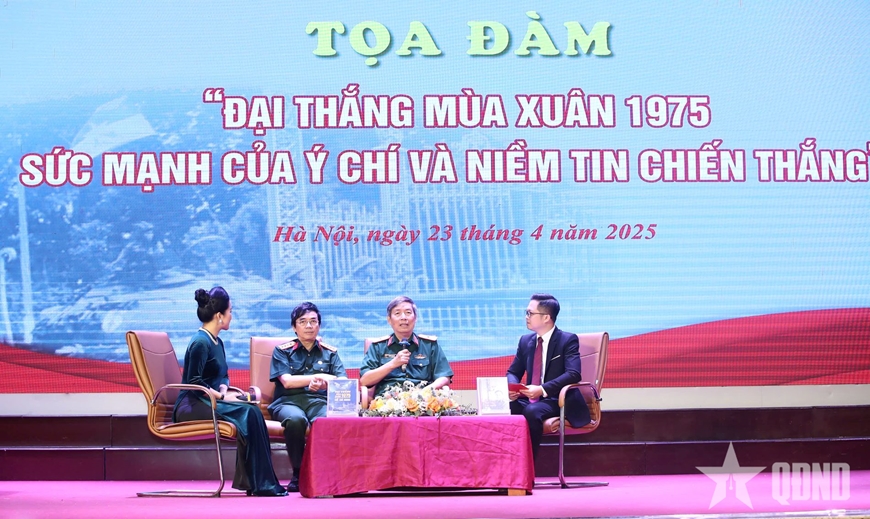 TỌA ĐÀM
“ĐẠI THẮNG MÙA XUÂN 1975
SỨC MẠNH CỦA Ý CHÍ VÀ NIỀM TIN CHIẾN THẮNG”
Hà Nội, ngày 23 tháng 4 năm 2025
QĐND